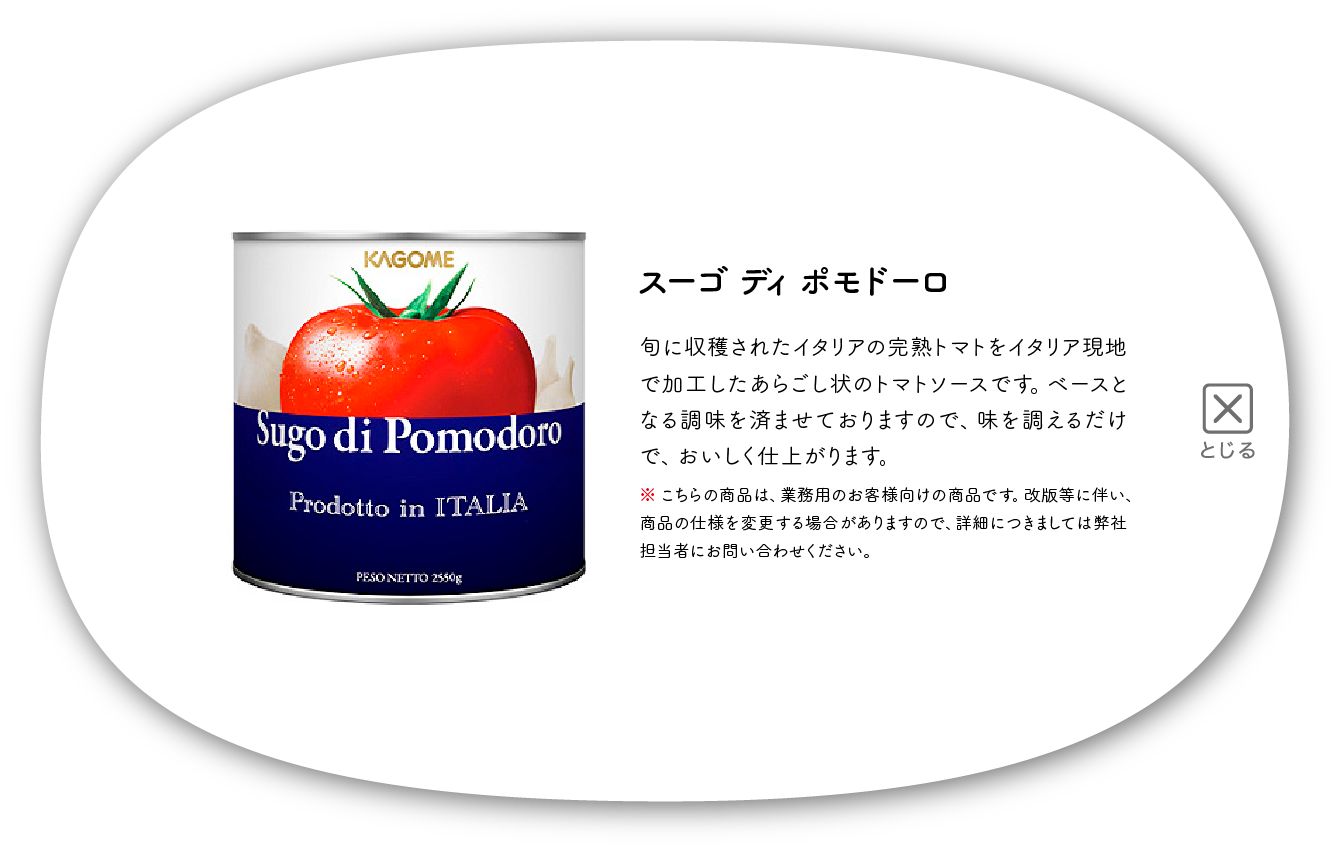 KAGOME
Sugo di Pomodoro
Prodotto in ITALIA
PESO NETTO 2550g
スーゴ ディ ポモドーロ
旬に収穫されたイタリアの完熟トマトをイタリア現地
で加工したあらごし状のトマトソースです。ベースと
なる調味を済ませておりますので、味を調えるだけ
で、おいしく仕上がります。
※ こちらの商品は、業務用のお客様向けの商品です。改版等に伴い、
商品の仕様を変更する場合がありますので、詳細につきましては弊社
担当者にお問い合わせください。
とじる